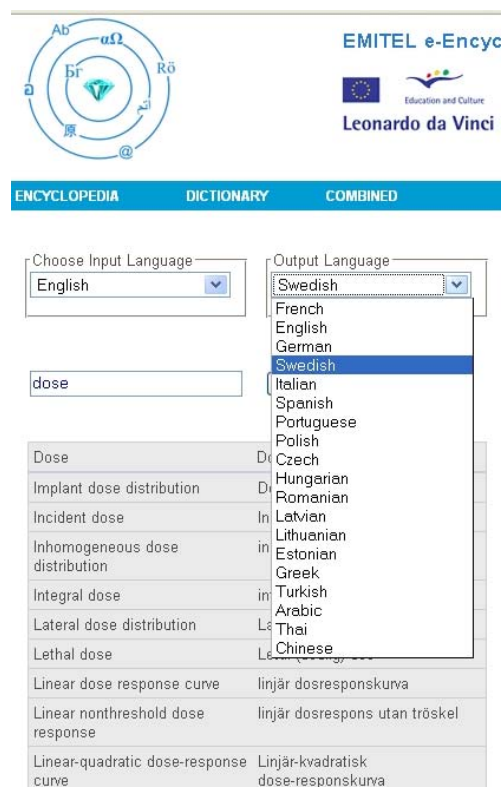 Ab
αΩ
Бг
Rö
อ
原
@
EMITEL e-Encyc
Education and Culture
Leonardo da Vinci
ENCYCLOPEDIA DICTIONARY COMBINED
Choose Input Language
English
Output Language
Swedish
French
English
German
Swedish
Italian
Spanish
Portuguese
Polish
Czech
Hungarian
Romanian
Latvian
Lithuanian
Estonian
Greek
Turkish
Arabic
Thai
Chinese
dose
Dose
Implant dose distribution
Incident dose
Inhomogeneous dose
distribution
Integral dose
Lateral dose distribution
Lethal dose
Linear dose response curve linjär dosresponskurva
Linear nonthreshold dose linjär dosrespons utan tröskel
response
Linear-quadratic dose-response Linjär-kvadratisk
curve dose-responskurva